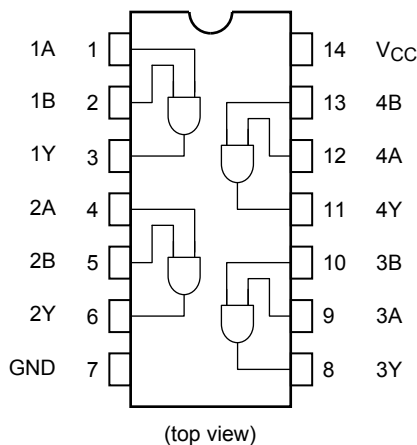 1A 1 14 VCC
1B 2 13 4B
1Y 3 12 4A
2A 4 11 4Y
2B 5 10 3B
2Y 6 9 3A
GND 7 8 3Y
(top view)